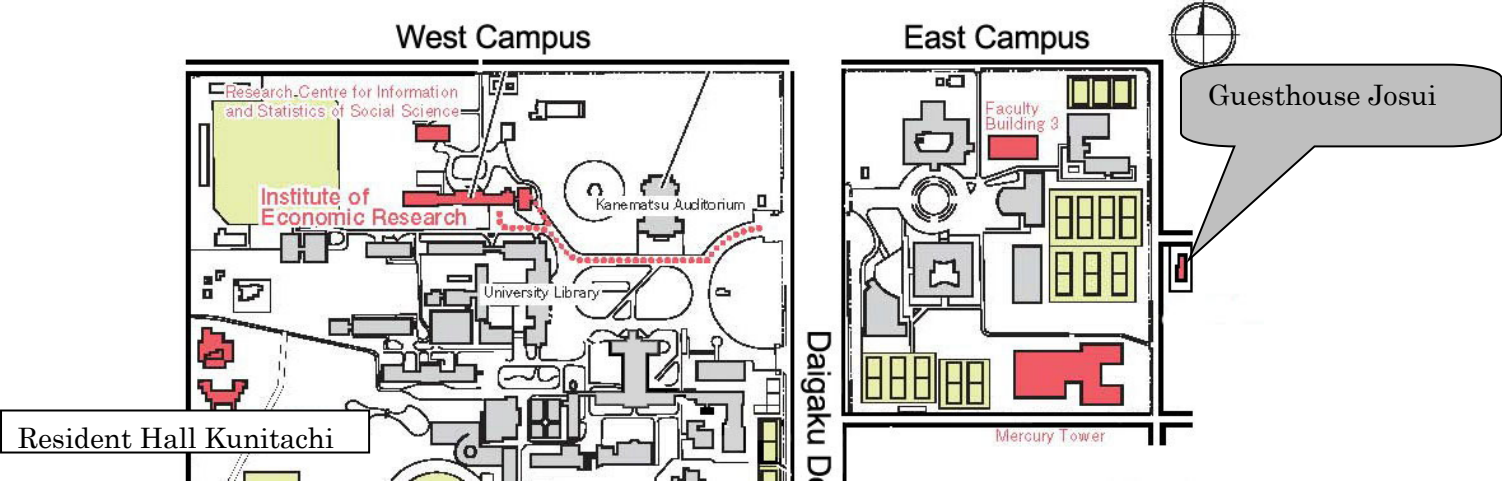 West Campus
East Campus
Guesthouse Josui
Research Centre for Information
and Statistics of Social Science
Faculty
Building 3
Institute of
Economic Research
Kanematsu Auditorium
University Library
Daigaku
Resident Hall Kunitachi
Mercury Tower